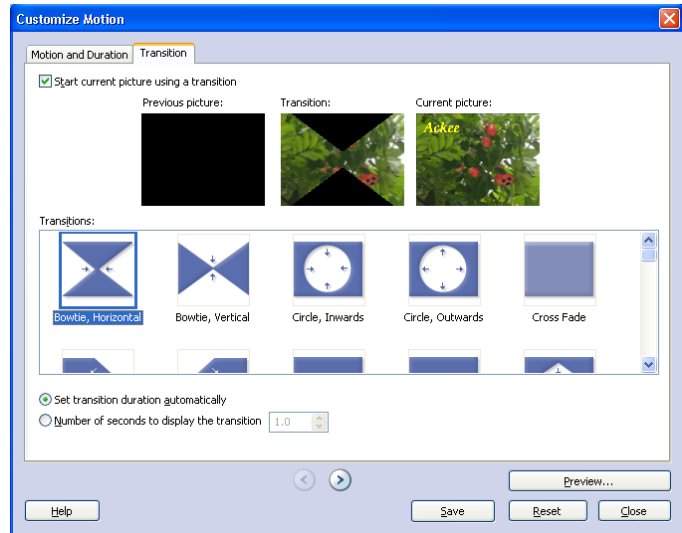 Customize Motion
Motion and Duration Transition
Start current picture using a transition
Previous picture: Transition: Current picture:
Ackee
Transitions:
Bowtie, Horizontal Bowtie, Vertical Circle, Inwards Circle, Outwards Cross Fade
Set transition duration automatically
Number of seconds to display the transition 1.0
Preview...
Help Save Reset Close